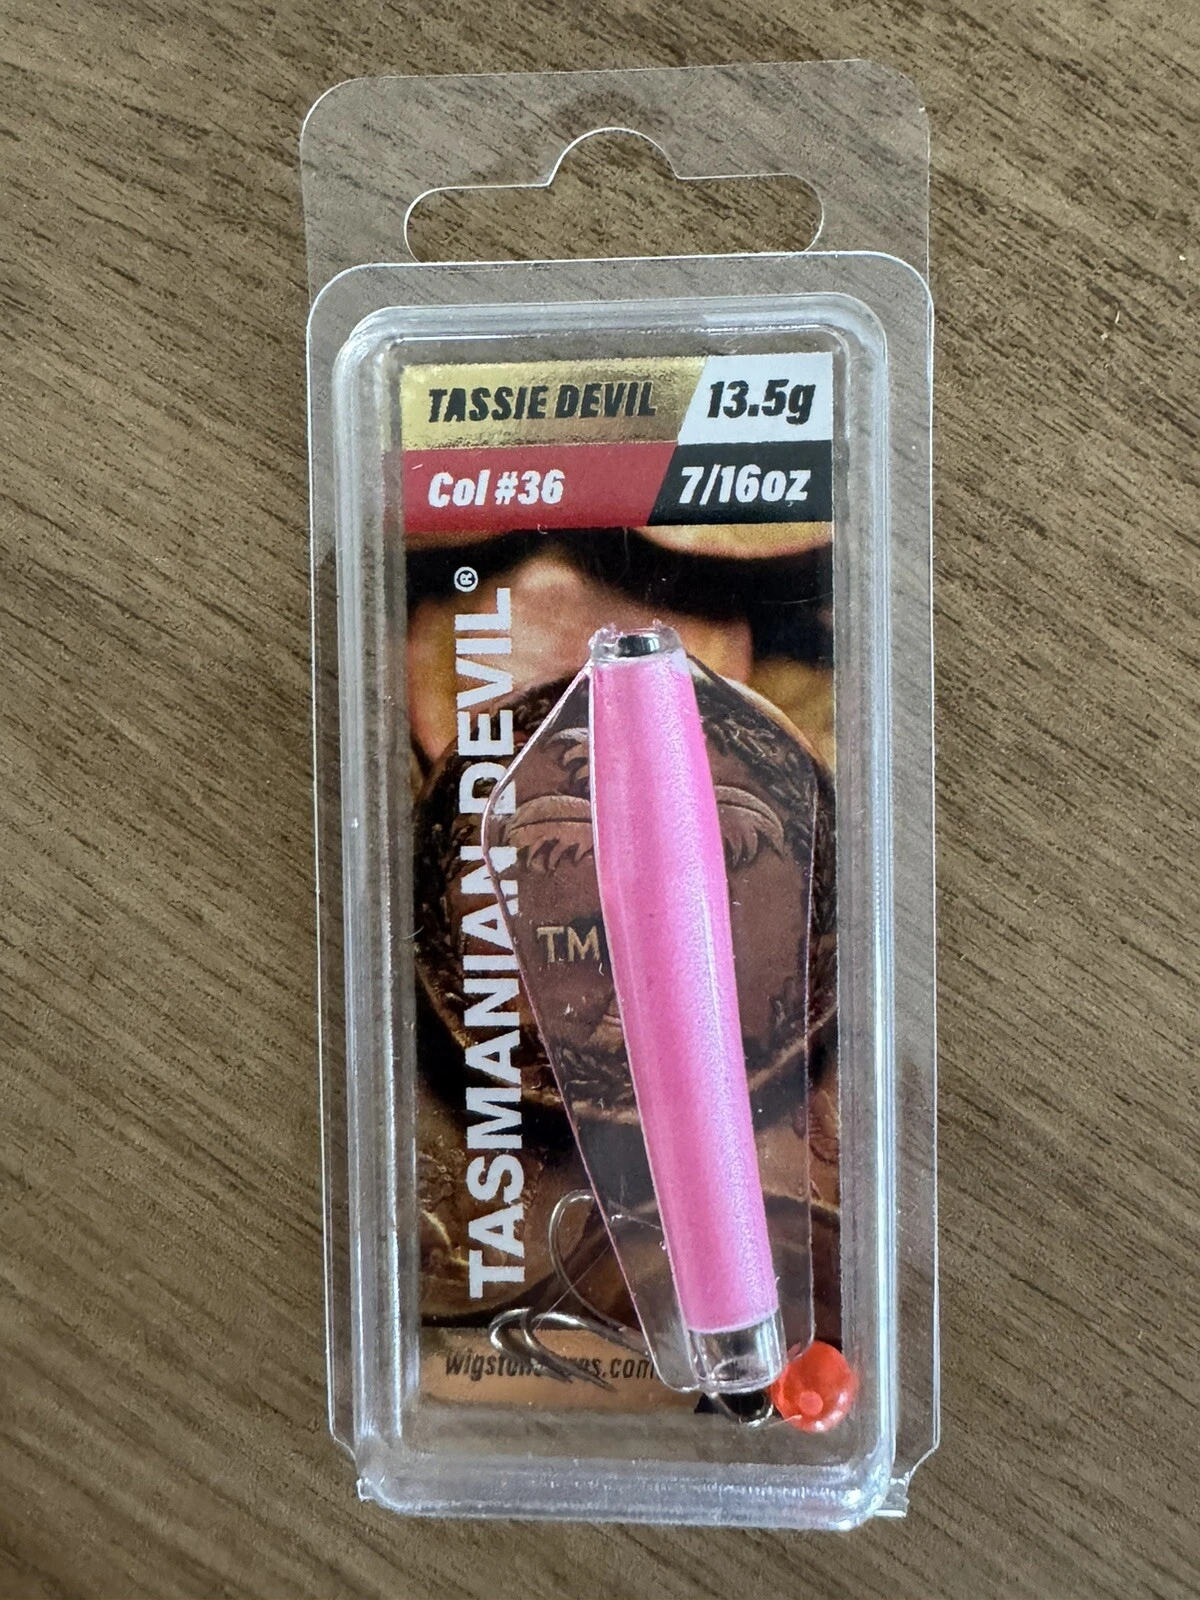 TASSIE DEVIL 13.5g
Col #36 7/16oz
TASMANIAN DEVIL®
TM